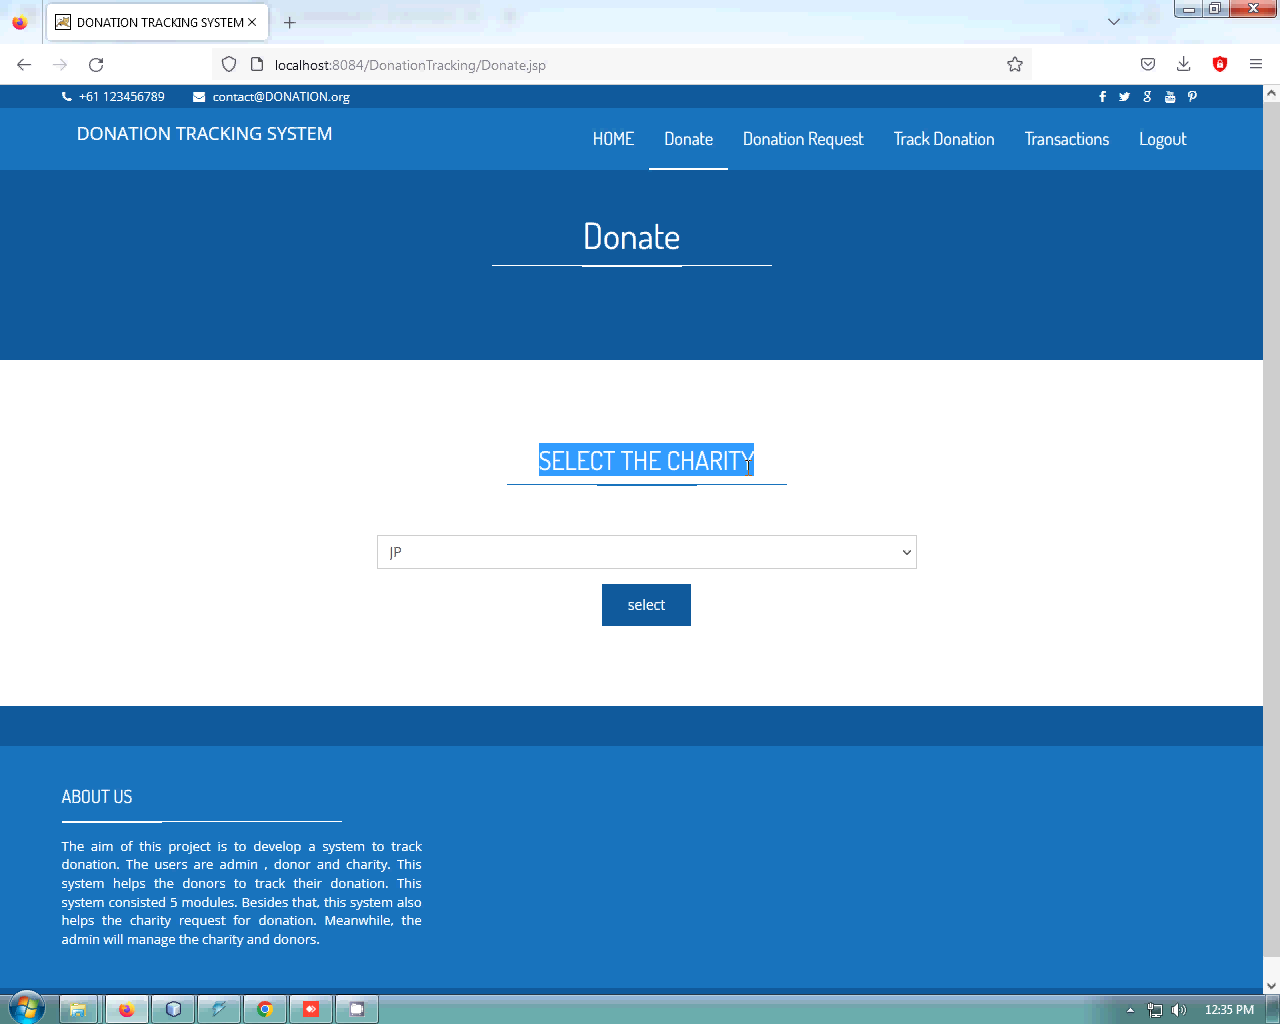 DONATION TRACKING SYSTEM
localhost:8084/DonationTracking/Donate.jsp
+61 123456789 contact@DONATION.org
DONATION TRACKING SYSTEM
HOME Donate Donation Request Track Donation Transactions Logout
Donate
SELECT THE CHARITY
JP
select
ABOUT US
The aim of this project is to develop a system to track
donation. The users are admin , donor and charity. This
system helps the donors to track their donation. This
system consisted 5 modules. Besides that, this system also
helps the charity request for donation. Meanwhile, the
admin will manage the charity and donors.
12:35 PM